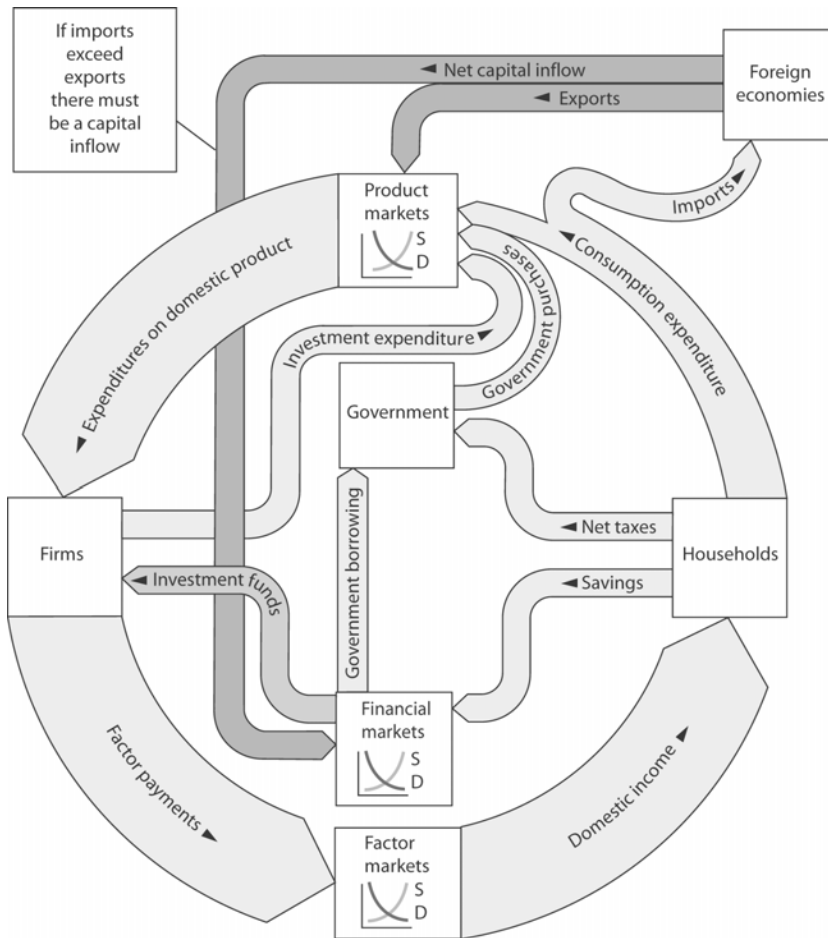 If imports
exceed
exports
there must
be a capital
inflow
◄ Net capital inflow
◄ Exports
Foreign
economies
Product
markets
S
D
Imports ►
◄ Consumption expenditure
Government purchases
◄ Expenditures on domestic product
Investment expenditure ►
Government
Government borrowing
Firms
◄ Net taxes
Households
◄ Investment funds
◄ Savings
Financial
markets
S
D
Factor payments ►
Domestic income ►
Factor
markets
S
D